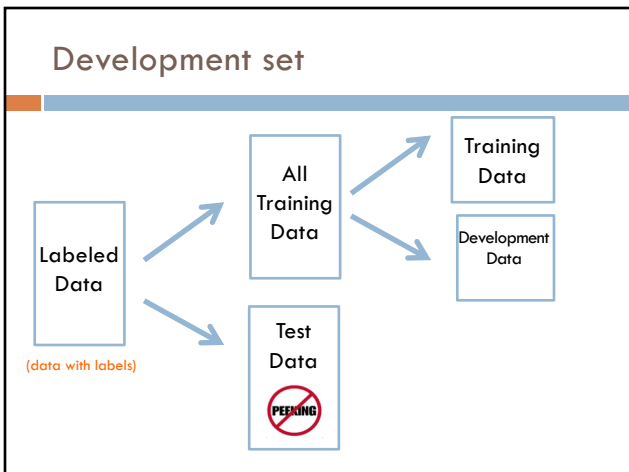 Development set
Labeled
Data
(data with labels)
All
Training
Data
Test
Data
PEEKING
Training
Data
Development
Data